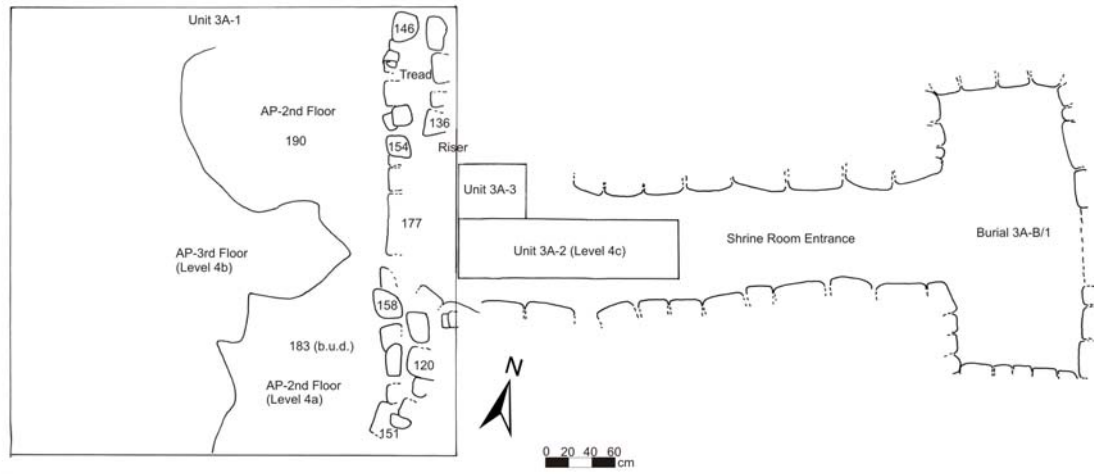 Unit 3A-1
146
Tread
AP-2nd Floor
136
190
154
Riser
Unit 3A-3
177
Burial 3A-B/1
Shrine Room Entrance
Unit 3A-2 (Level 4c)
AP-3rd Floor
(Level 4b)
158
183 (b.u.d.)
120
AP-2nd Floor
(Level 4a)
151
N
0 20 40 60
cm